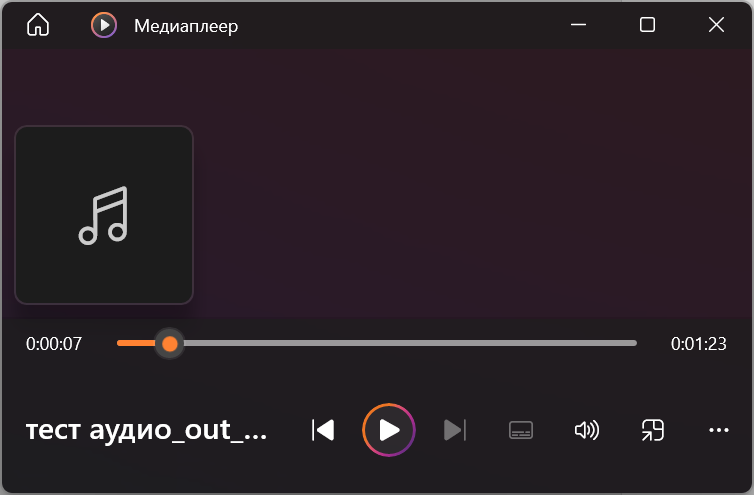 Медиаплеер
0:00:07
0:01:23
тест аудио_out_...